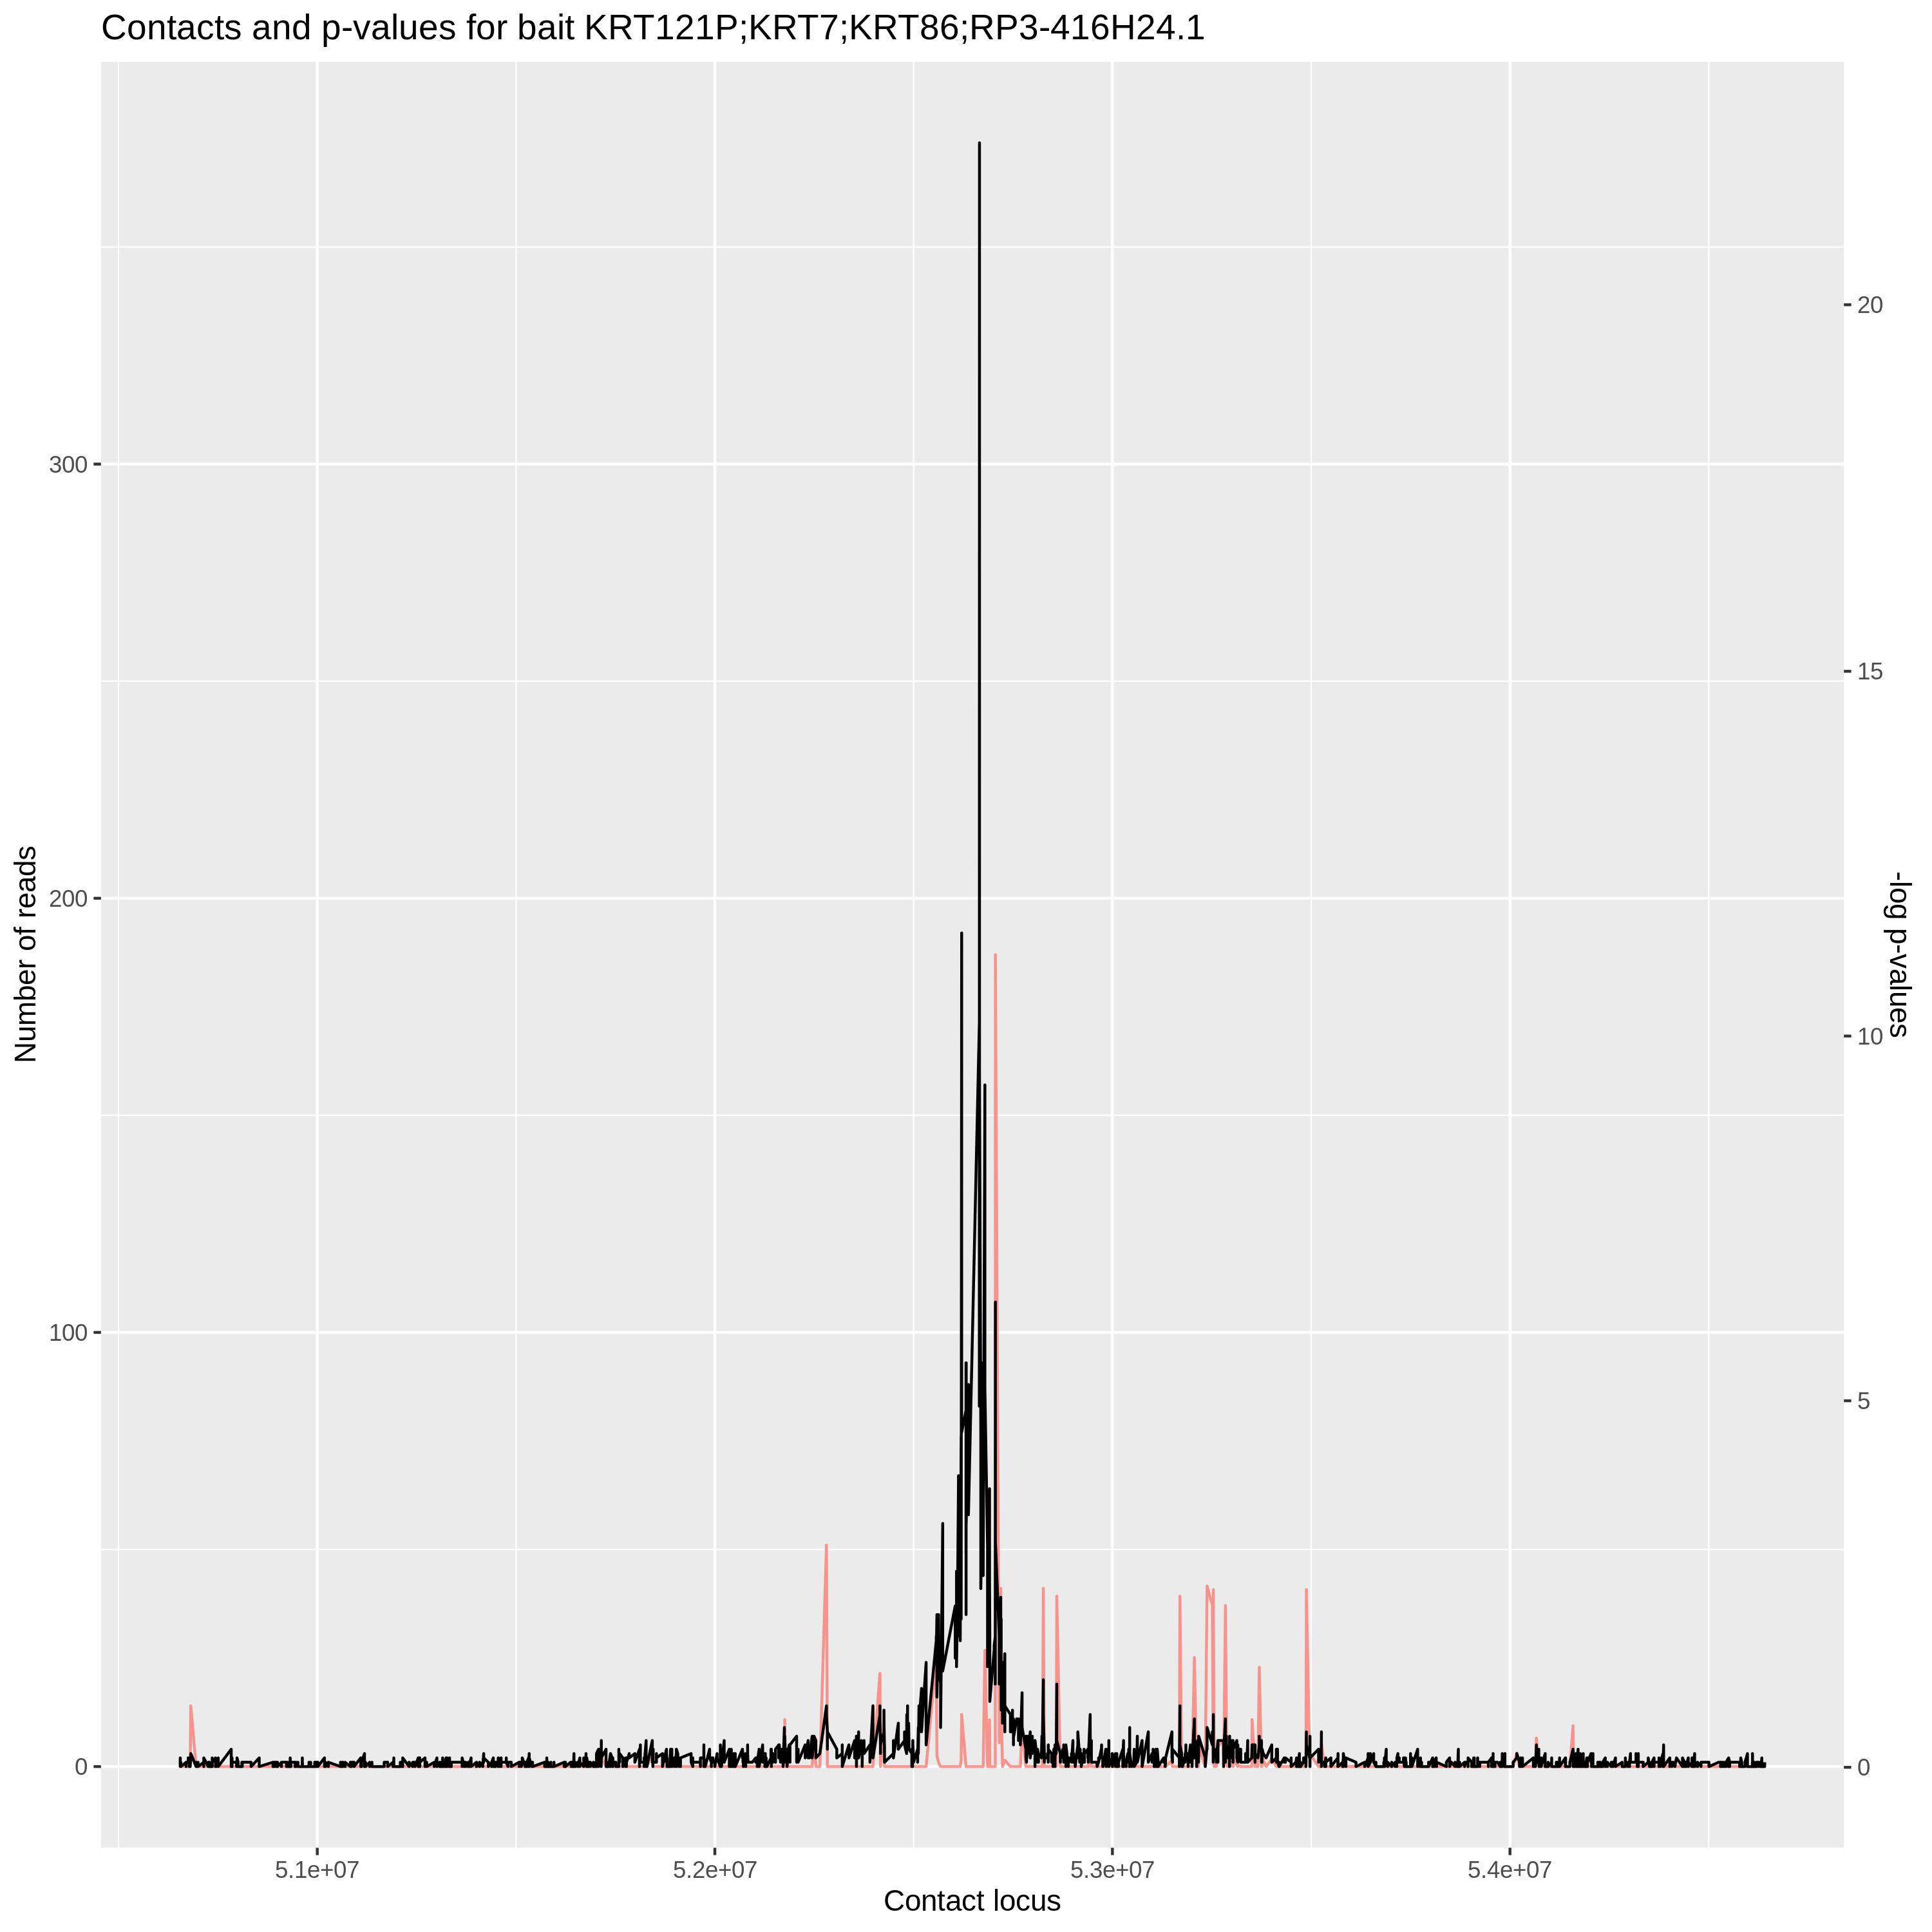 Contacts and p-values for bait KRT121P;KRT7;KRT86;RP3-416H24.1
Number of reads
300
200
100
0
20
15
10
5
0
-log p-values
5.1e+07
5.2e+07
5.3e+07
5.4e+07
Contact locus